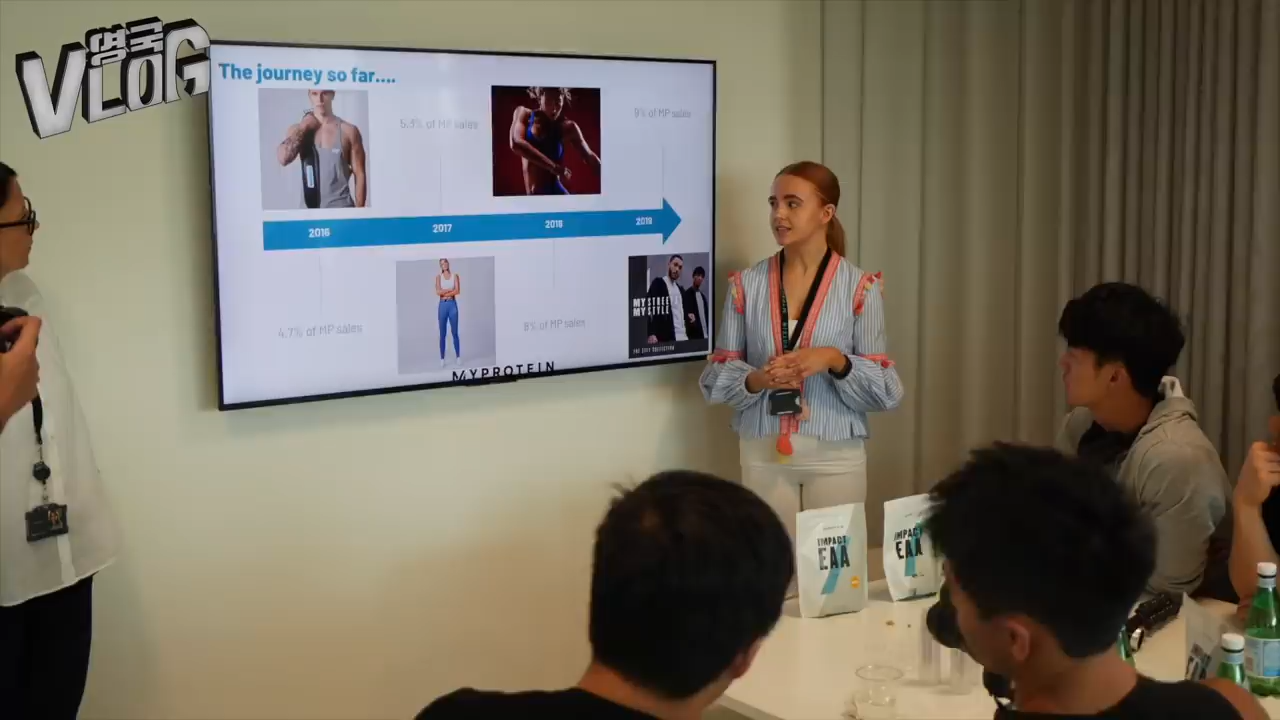 영국
VLOG
The journey so far....
5.3% of MP sales
9% of MP sales
2016
2017
2018
2019
4.7% of MP sales
8% of MP sales
MY STREET
MY STYLE
MYPROTEIN
IMPACT
EAA
IMPACT
EAA